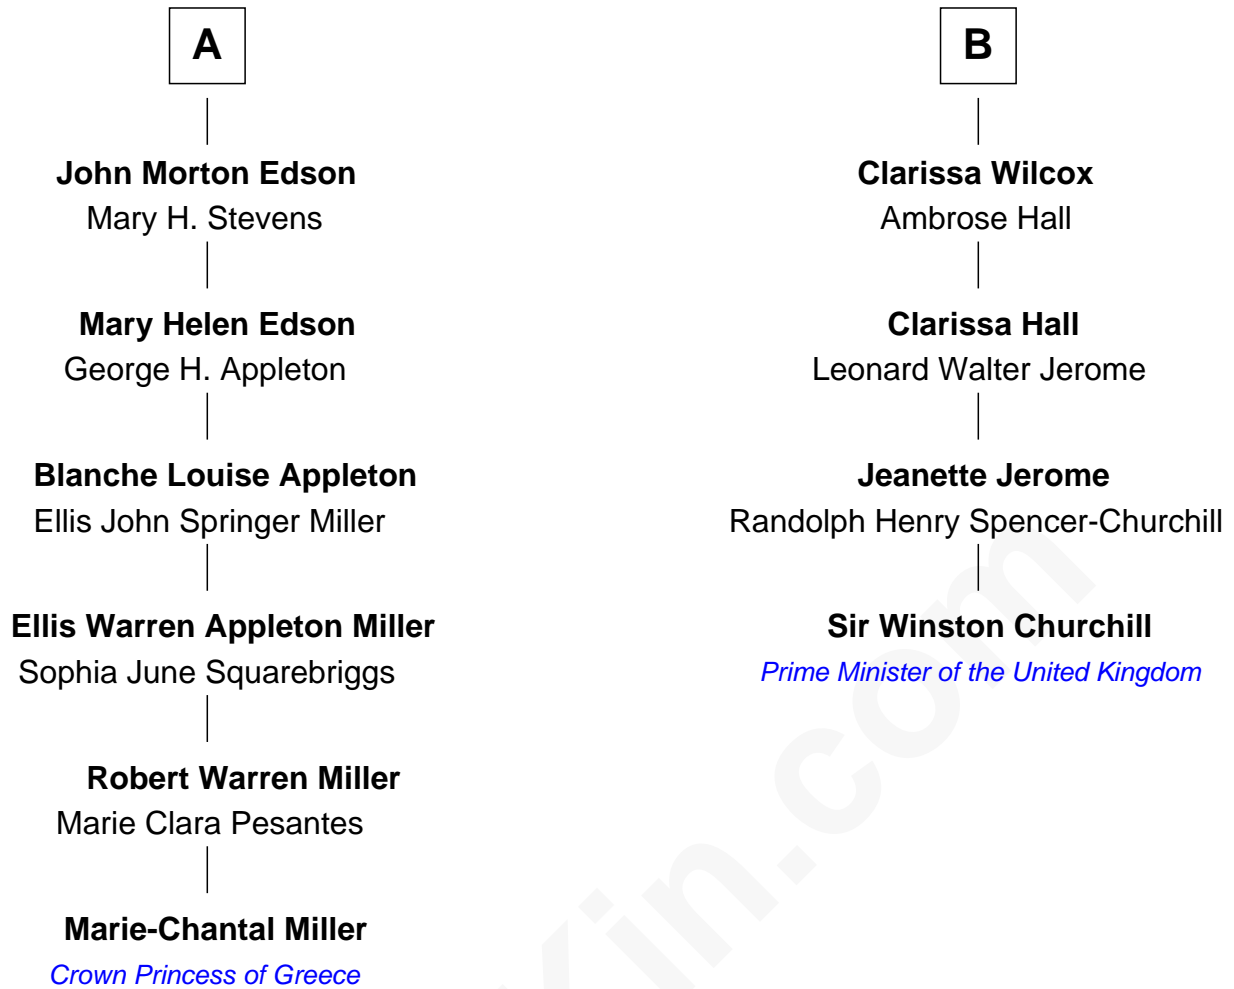 A
John Morton Edson
Mary H. Stevens
Mary Helen Edson
George H. Appleton
Blanche Louise Appleton
Ellis John Springer Miller
Ellis Warren Appleton Miller
Sophia June Squarebriggs
Robert Warren Miller
Marie Clara Pesantes
Marie-Chantal Miller
Crown Princess of Greece
B
Clarissa Wilcox
Ambrose Hall
Clarissa Hall
Leonard Walter Jerome
Jeanette Jerome
Randolph Henry Spencer-Churchill
Sir Winston Churchill
Prime Minister of the United Kingdom
Kin.com